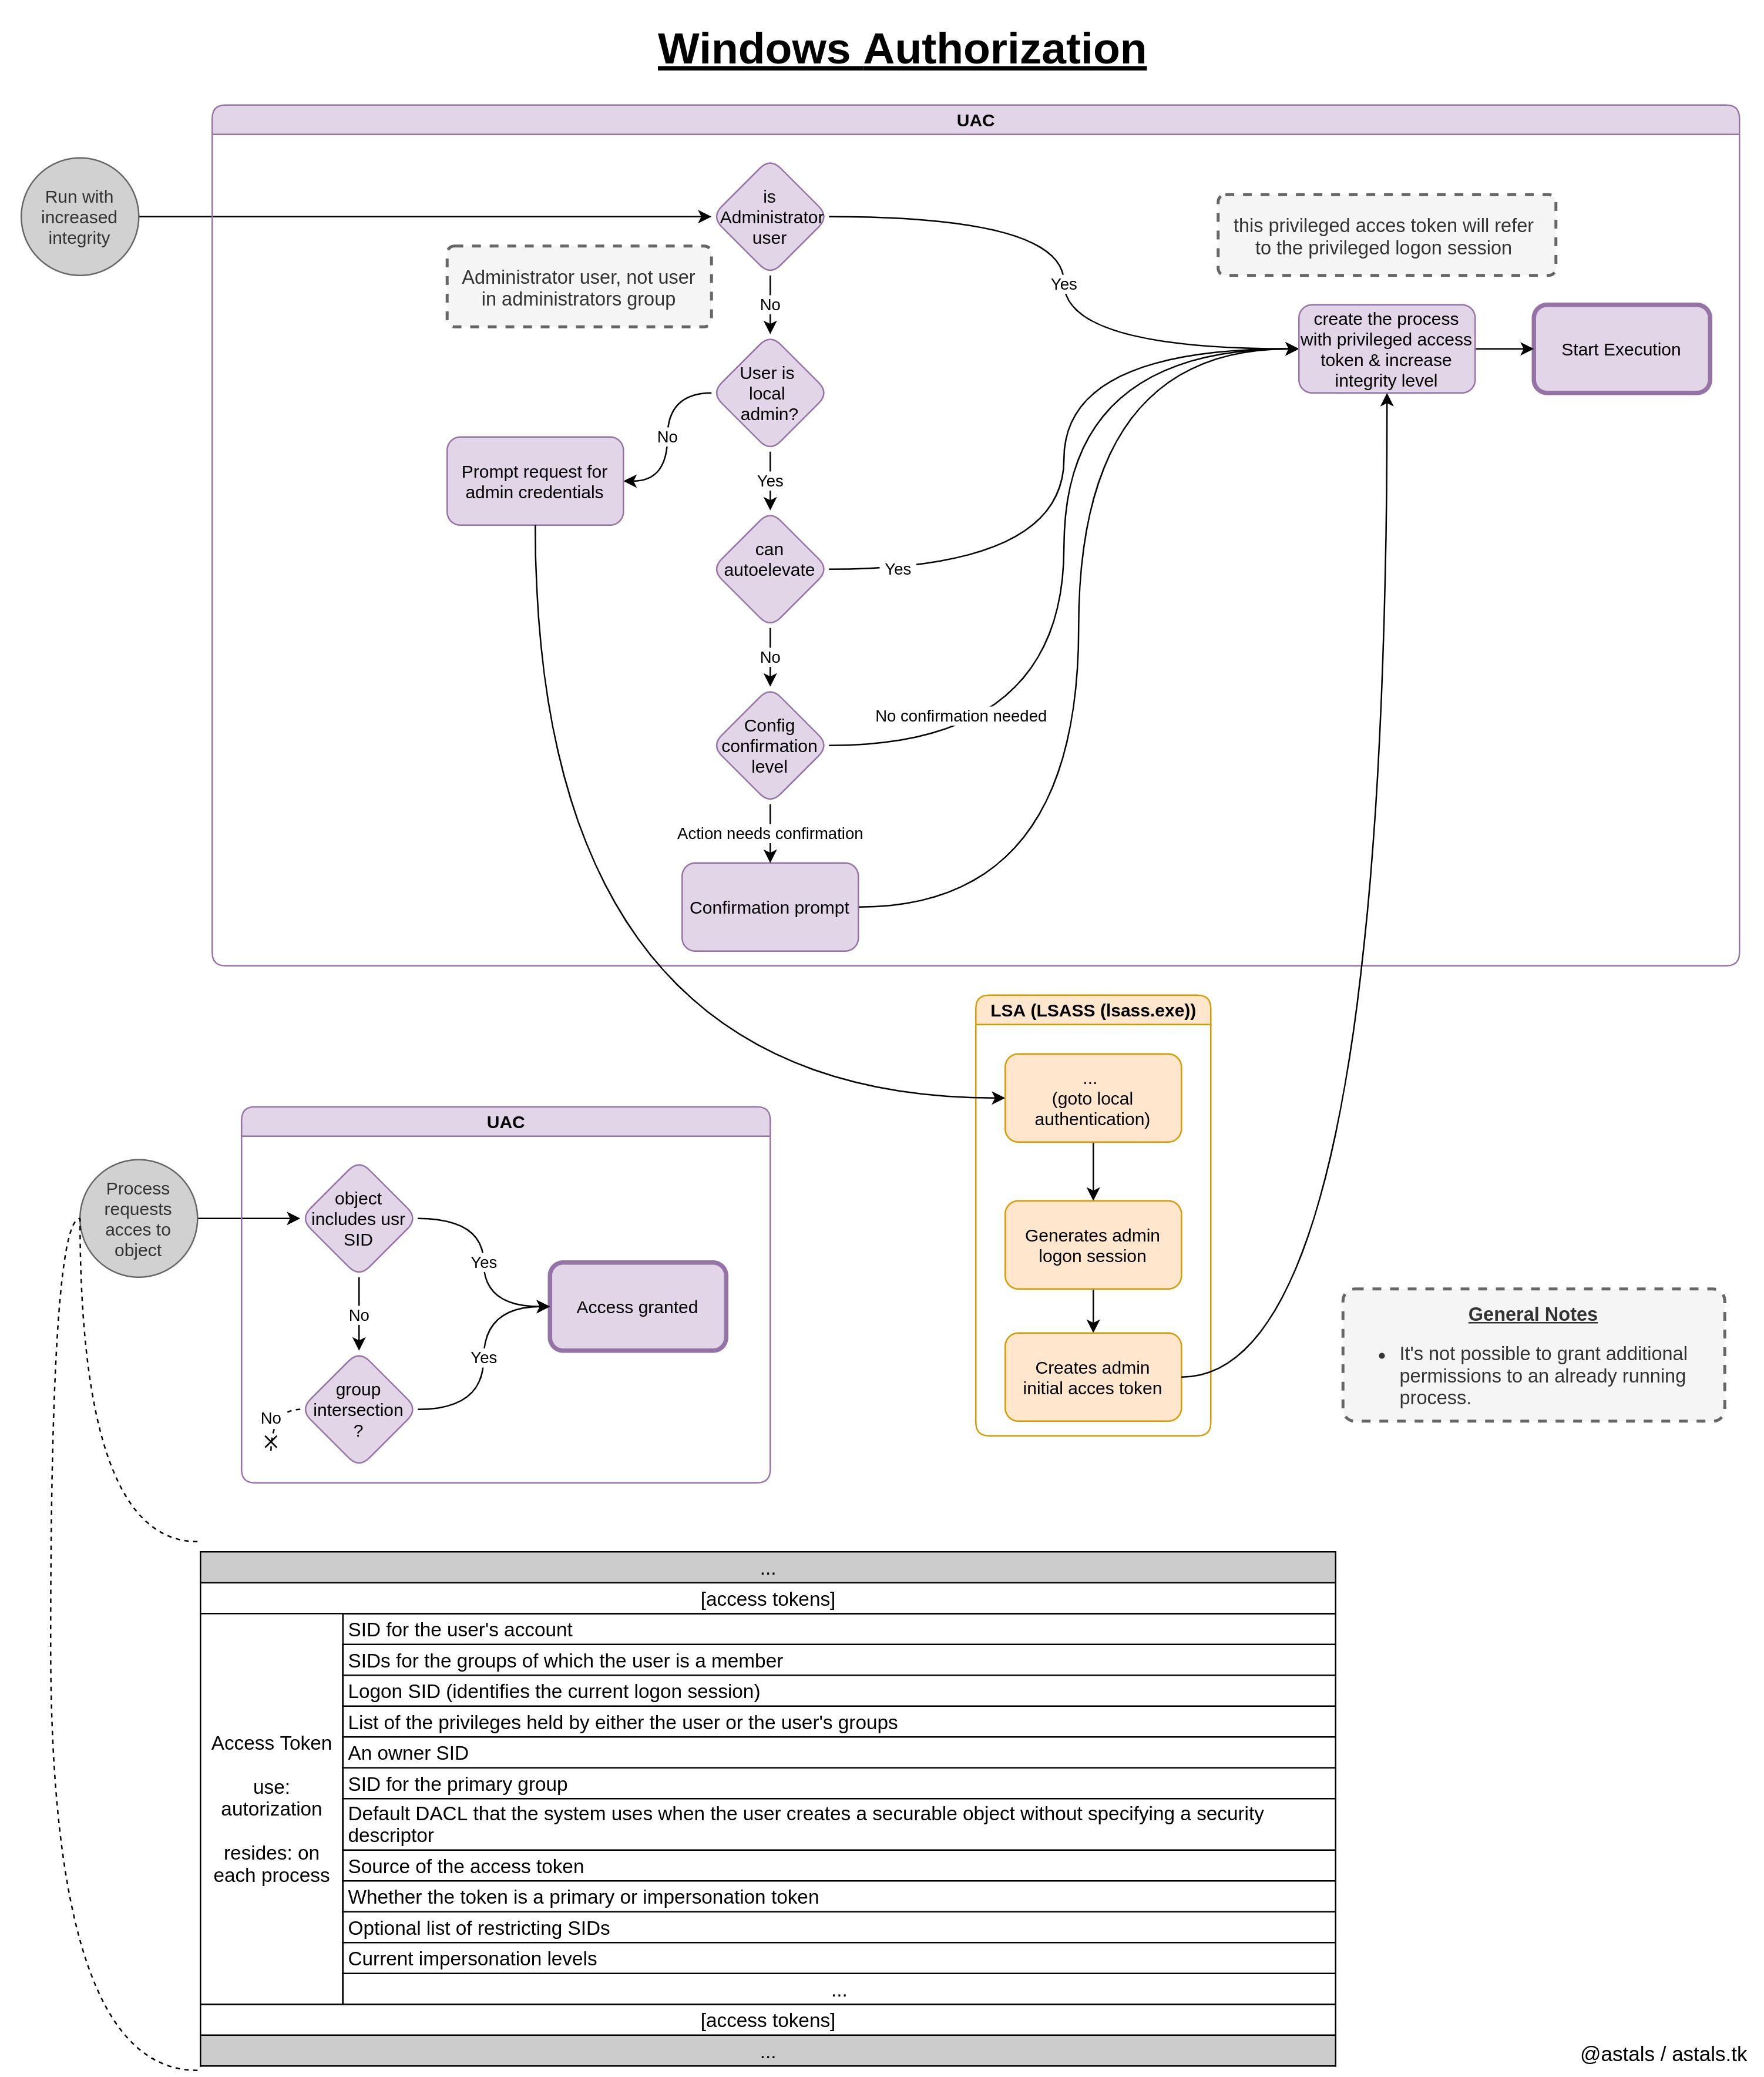 Windows Authorization
UAC
Run with
increased
integrity
is
Administrator
user
this privileged acces token will refer
to the privileged logon session
Administrator user, not user
in administrators group
Yes
No
create the process
with privileged access
token & increase
integrity level
Start Execution
User is
local
admin?
No
Prompt request for
admin credentials
Yes
can
autoelevate
Yes
No
Config
confirmation
level
No confirmation needed
Action needs confirmation
Confirmation prompt
LSA (LSASS (lsass.exe))
...
(goto local
authentication)
Generates admin
logon session
Creates admin
initial acces token
UAC
Process
requests
acces to
object
object
includes usr
SID
Yes
No
Access granted
Yes
group
intersection
?
No
General Notes
• It's not possible to grant additional
permissions to an already running
process.
...
[access tokens]
Access Token
use:
autorization
resides: on
each process
SID for the user's account
SIDs for the groups of which the user is a member
Logon SID (identifies the current logon session)
List of the privileges held by either the user or the user's groups
An owner SID
SID for the primary group
Default DACL that the system uses when the user creates a securable object without specifying a security
descriptor
Source of the access token
Whether the token is a primary or impersonation token
Optional list of restricting SIDs
Current impersonation levels
...
[access tokens]
...
@astals / astals.tk